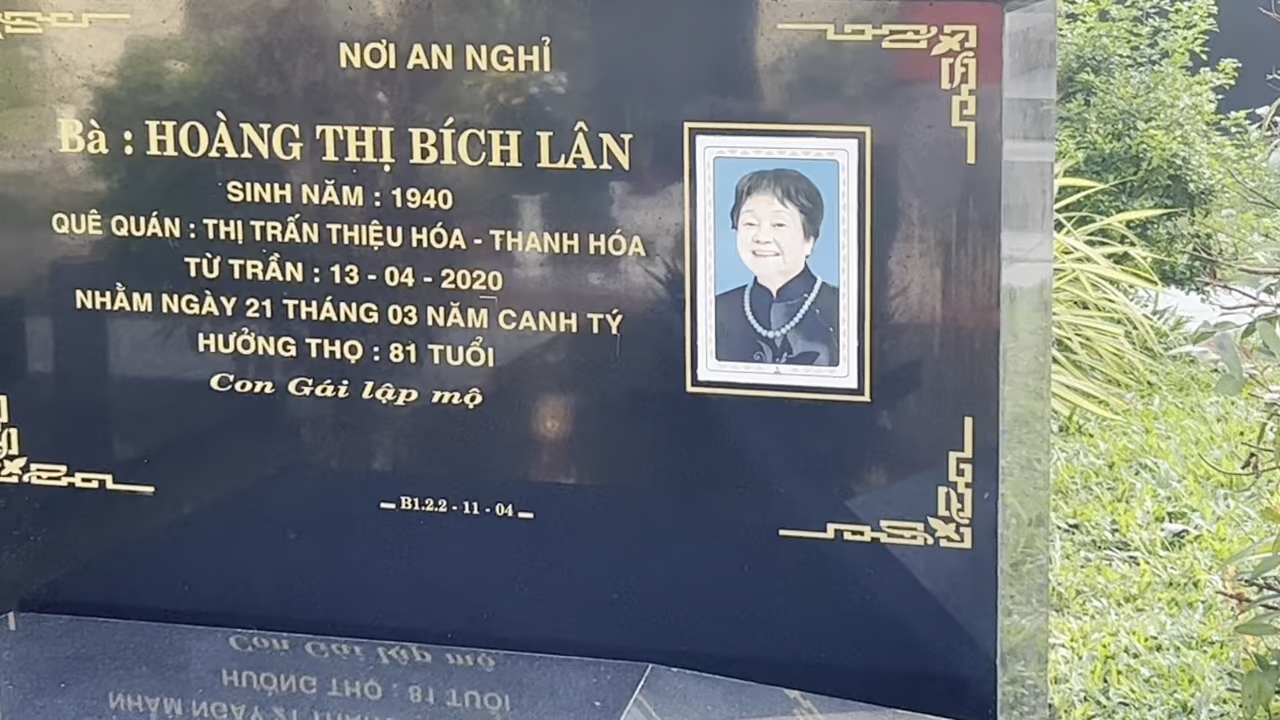 NƠI AN NGHỈ
Bà : HOÀNG THỊ BÍCH LÂN
SINH NĂM : 1940
QUÊ QUÁN : THỊ TRẤN THIỆU HÓA - THANH HÓA
TỪ TRẦN : 13 - 04 - 2020
NHẰM NGÀY 21 THÁNG 03 NĂM CANH TÝ
HƯỞNG THỌ : 81 TUỔI
Con Gái lập mộ
B1.2.2 - 11 - 04